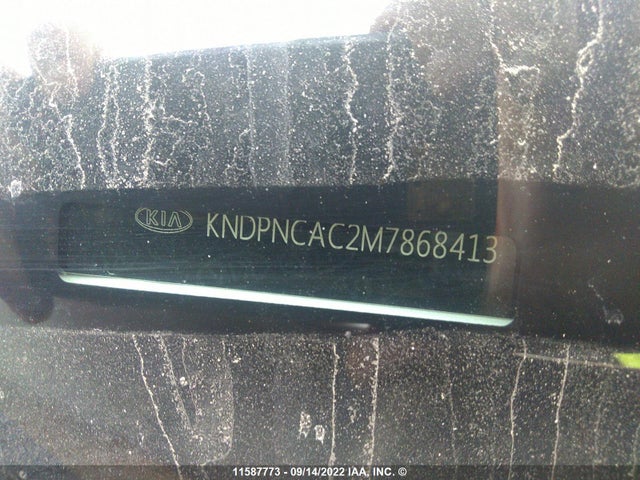 KIA KNDPNCAC2M7868413
11587773 - 09/14/2022 IAA, INC. ©